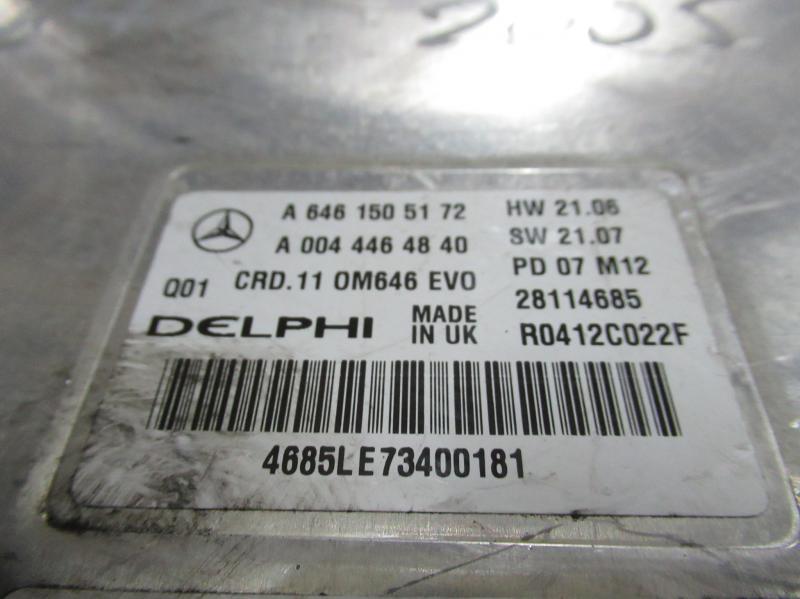 A 646 150 51 72 HW 21.06
A 004 446 48 40 SW 21.07
Q01 CRD.11 OM646 EVO PD 07 M12
28114685
DELPHI MADE IN UK R0412C022F
4685LE73400181